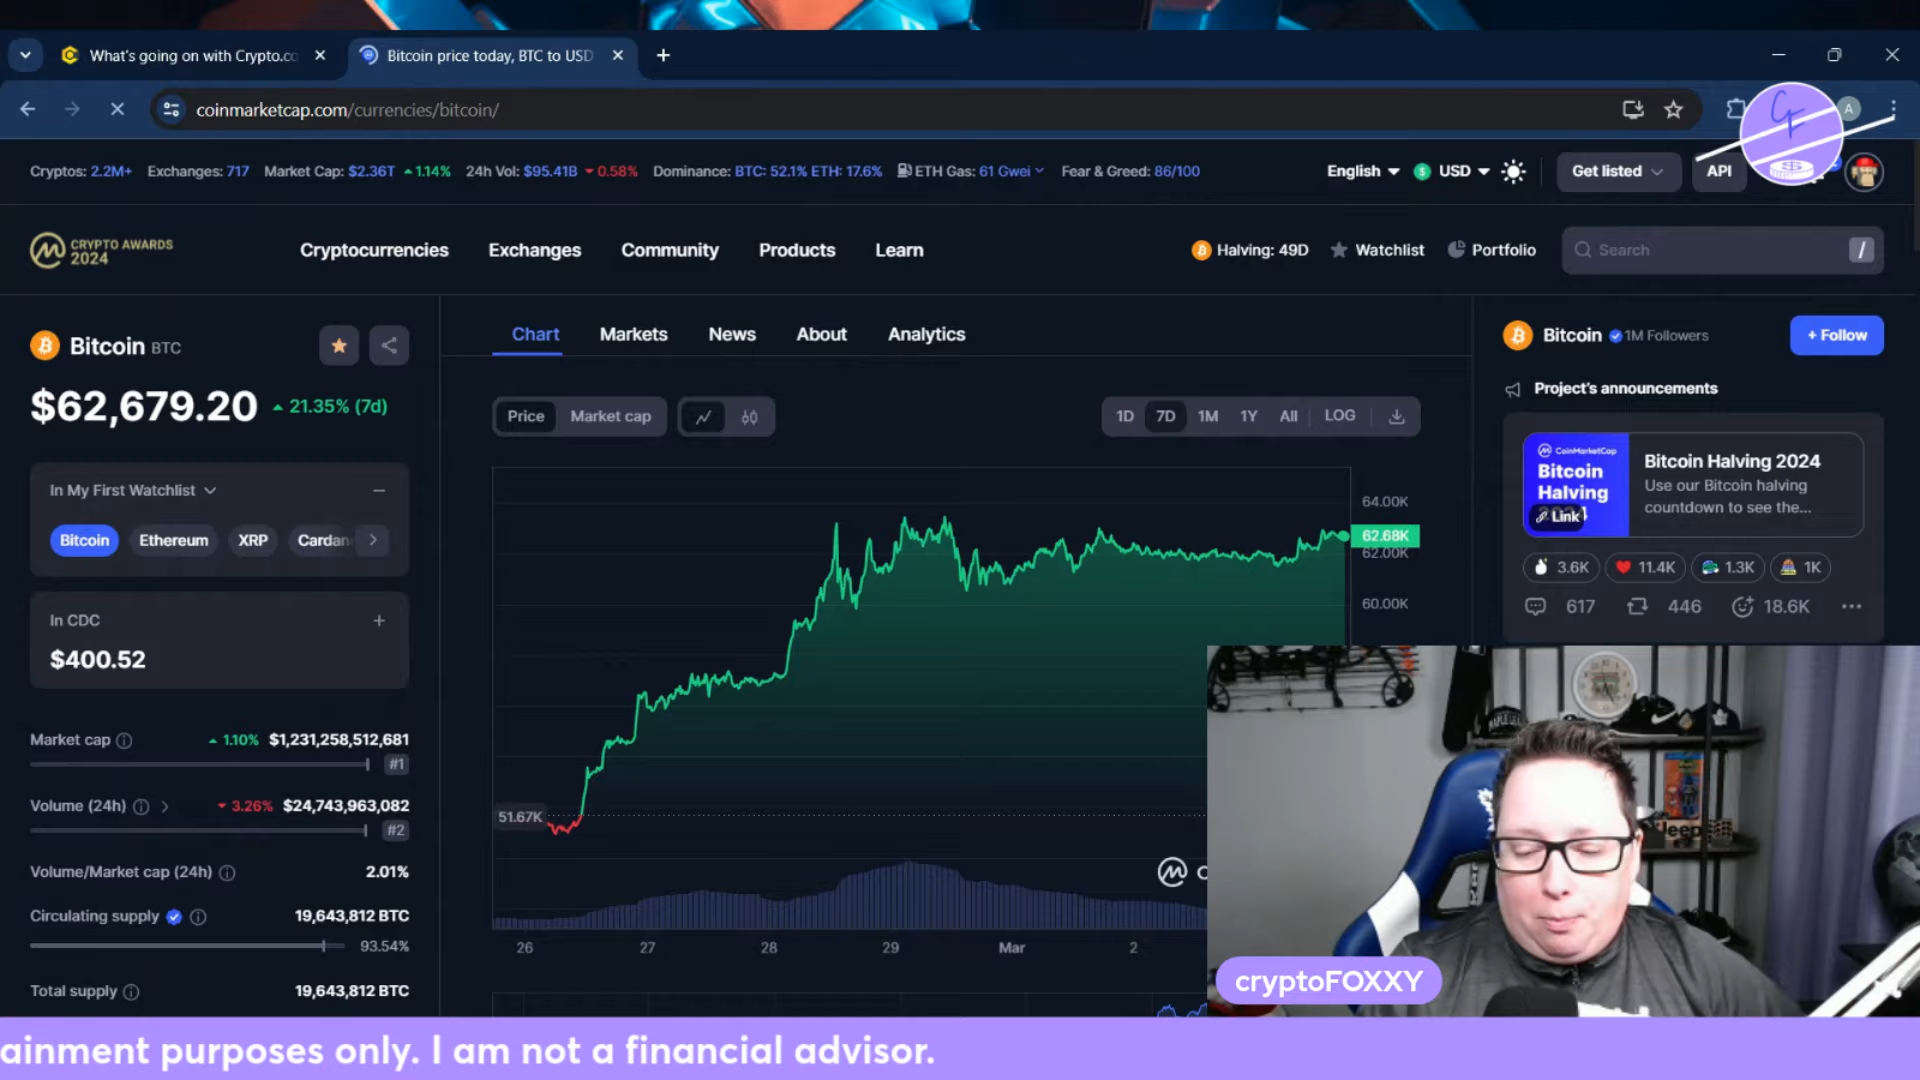 What's going on with Crypto.co
Bitcoin price today, BTC to USD
coinmarketcap.com/currencies/bitcoin/
A
Cryptos: 2.2M+ Exchanges: 717 Market Cap: $2.36T 1.14% 24h Vol: $95.41B 0.58% Dominance: BTC: 52.1% ETH: 17.6% ETH Gas: 61 Gwei Fear & Greed: 86/100
English USD Get listed API
CRYPTO AWARDS
2024
Cryptocurrencies Exchanges Community Products Learn
Halving: 49D Watchlist Portfolio Search /
Bitcoin BTC
$62,679.20 21.35% (7d)
In My First Watchlist
Bitcoin Ethereum XRP Cardan
In CDC
$400.52
Market cap 1.10% $1,231,258,512,681
#1
Volume (24h) 3.26% $24,743,963,082
#2
Volume/Market cap (24h) 2.01%
Circulating supply 19,643,812 BTC
93.54%
Total supply 19,643,812 BTC
Chart Markets News About Analytics
Price Market cap
1D 7D 1M 1Y All LOG
64.00K
62.68K
62.00K
60.00K
51.67K
26 27 28 29 Mar 2
Bitcoin 1M Followers + Follow
Project's announcements
CoinMarketCap
Bitcoin
Halving
2024
Link
Bitcoin Halving 2024
Use our Bitcoin halving
countdown to see the...
3.6K 11.4K 1.3K 1K
617 446 18.6K
Jeep
cryptoFOXXY
ainment purposes only. I am not a financial advisor.